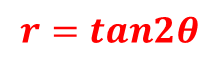 r = tan2θ